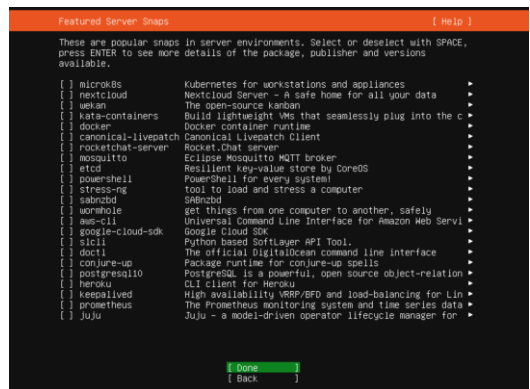 Featured Server Snaps [ Help ]
These are popular snaps in server environments. Select or deselect with SPACE,
press ENTER to see more details of the package, publisher and versions
available.
[ ] microk8s Kubernetes for workstations and appliances ▸
[ ] nextcloud Nextcloud Server - A safe home for all your data ▸
[ ] wekan The open-source kanban ▸
[ ] kata-containers Build lightweight VMs that seamlessly plug into the c ▸
[ ] docker Docker container runtime ▸
[ ] canonical-livepatch Canonical Livepatch Client ▸
[ ] rocketchat-server Rocket.Chat server ▸
[ ] mosquitto Eclipse Mosquitto MQTT broker ▸
[ ] etcd Resilient key-value store by CoreOS ▸
[ ] powershell PowerShell for every system! ▸
[ ] stress-ng tool to load and stress a computer ▸
[ ] sabnzbd SABnzbd ▸
[ ] wormhole get things from one computer to another, safely ▸
[ ] aws-cli Universal Command Line Interface for Amazon Web Servi ▸
[ ] google-cloud-sdk Google Cloud SDK ▸
[ ] slcli Python based SoftLayer API Tool. ▸
[ ] doctl The official DigitalOcean command line interface ▸
[ ] conjure-up Package runtime for conjure-up spells ▸
[ ] postgresql10 PostgreSQL is a powerful, open source object-relation ▸
[ ] heroku CLI client for Heroku ▸
[ ] keepalived High availability VRRP/BFD and load-balancing for Lin ▸
[ ] prometheus The Prometheus monitoring system and time series data ▸
[ ] juju Juju - a model-driven operator lifecycle manager for ▸
[ Done ]
[ Back ]